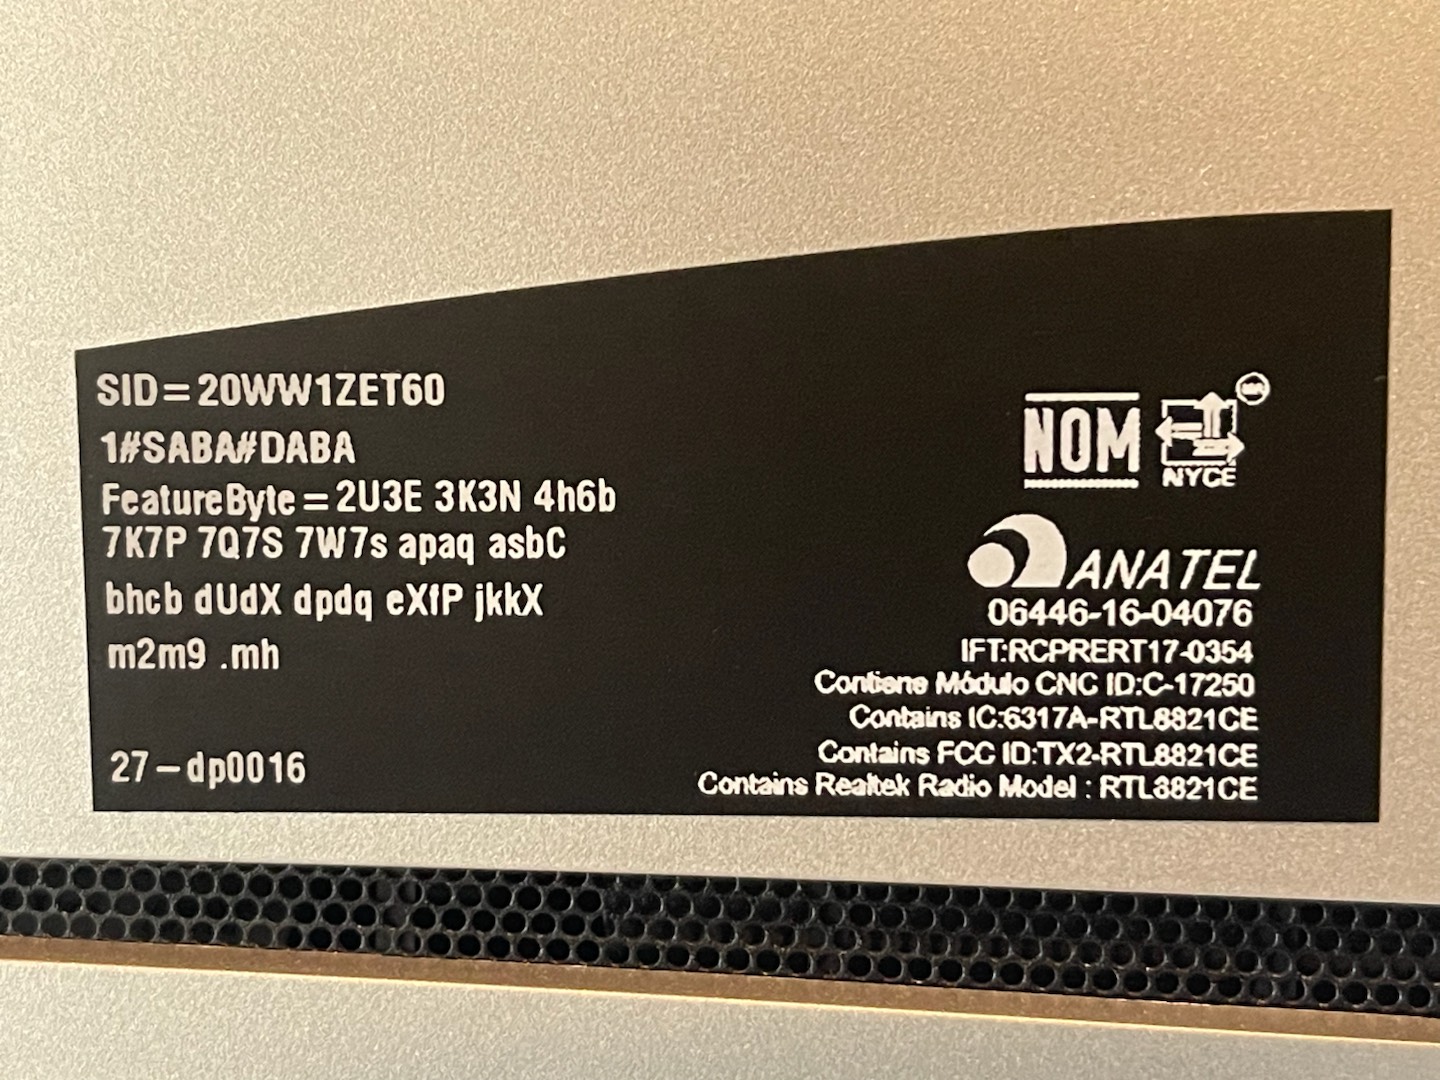 SID=20WW1ZET60
1#SABA#DABA
FeatureByte=2U3E 3K3N 4h6b
7K7P 7Q7S 7W7s apaq asbC
bhcb dUdX dpdq eXfP jkkX
m2m9 .mh
27-dp0016
NOM
NYCE
ANATEL
06446-16-04076
IFT:RCPRERT17-0354
Contiene Módulo CNC ID:C-17250
Contains IC:6317A-RTL8821CE
Contains FCC ID:TX2-RTL8821CE
Contains Realtek Radio Model : RTL8821CE